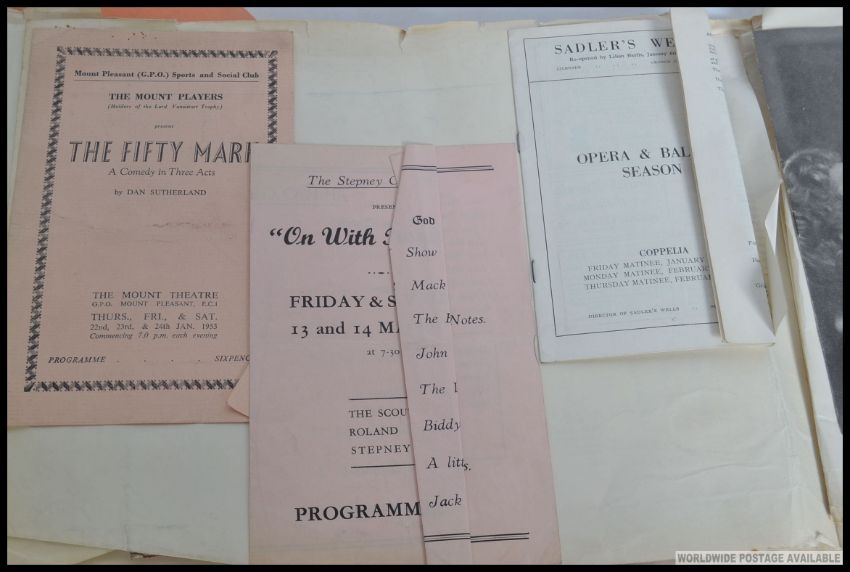 Mount Pleasant (G.P.O.) Sports and Social Club
THE MOUNT PLAYERS
(Holders of the Lord Vansittart Trophy)
present
THE FIFTY MARK
A Comedy in Three Acts
by DAN SUTHERLAND
THE MOUNT THEATRE
G.P.O. MOUNT PLEASANT, E.C.1
THURS., FRI., & SAT.
22nd, 23rd, & 24th JAN. 1953
Commencing 7.0 p.m. each evening
PROGRAMME . . . SIXPENC
The Stepney C
PRESEN
"On With
FRIDAY & S
13 and 14 MA
at 7-30
THE SCOU
ROLAND
STEPNEY
PROGRAMM
God
Show
Mack
The
Notes.
John
The
Biddy
A
Jack
SADLER'S WE
Re-opened by Lilian Baylis, January
OPERA & BAL
SEASON
COPPELIA
FRIDAY MATINEE, JANUARY
MONDAY MATINEE, FEBRUAR
THURSDAY MATINEE, FEBRUA
DIRECTOR OF SADLER'S WELLS
WORLDWIDE POSTAGE AVAILABLE